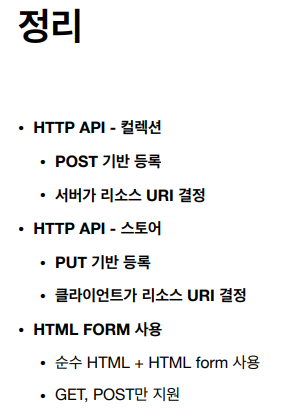 정리
• HTTP API - 컬렉션
• POST 기반 등록
• 서버가 리소스 URI 결정
• HTTP API - 스토어
• PUT 기반 등록
• 클라이언트가 리소스 URI 결정
• HTML FORM 사용
• 순수 HTML + HTML form 사용
• GET, POST만 지원